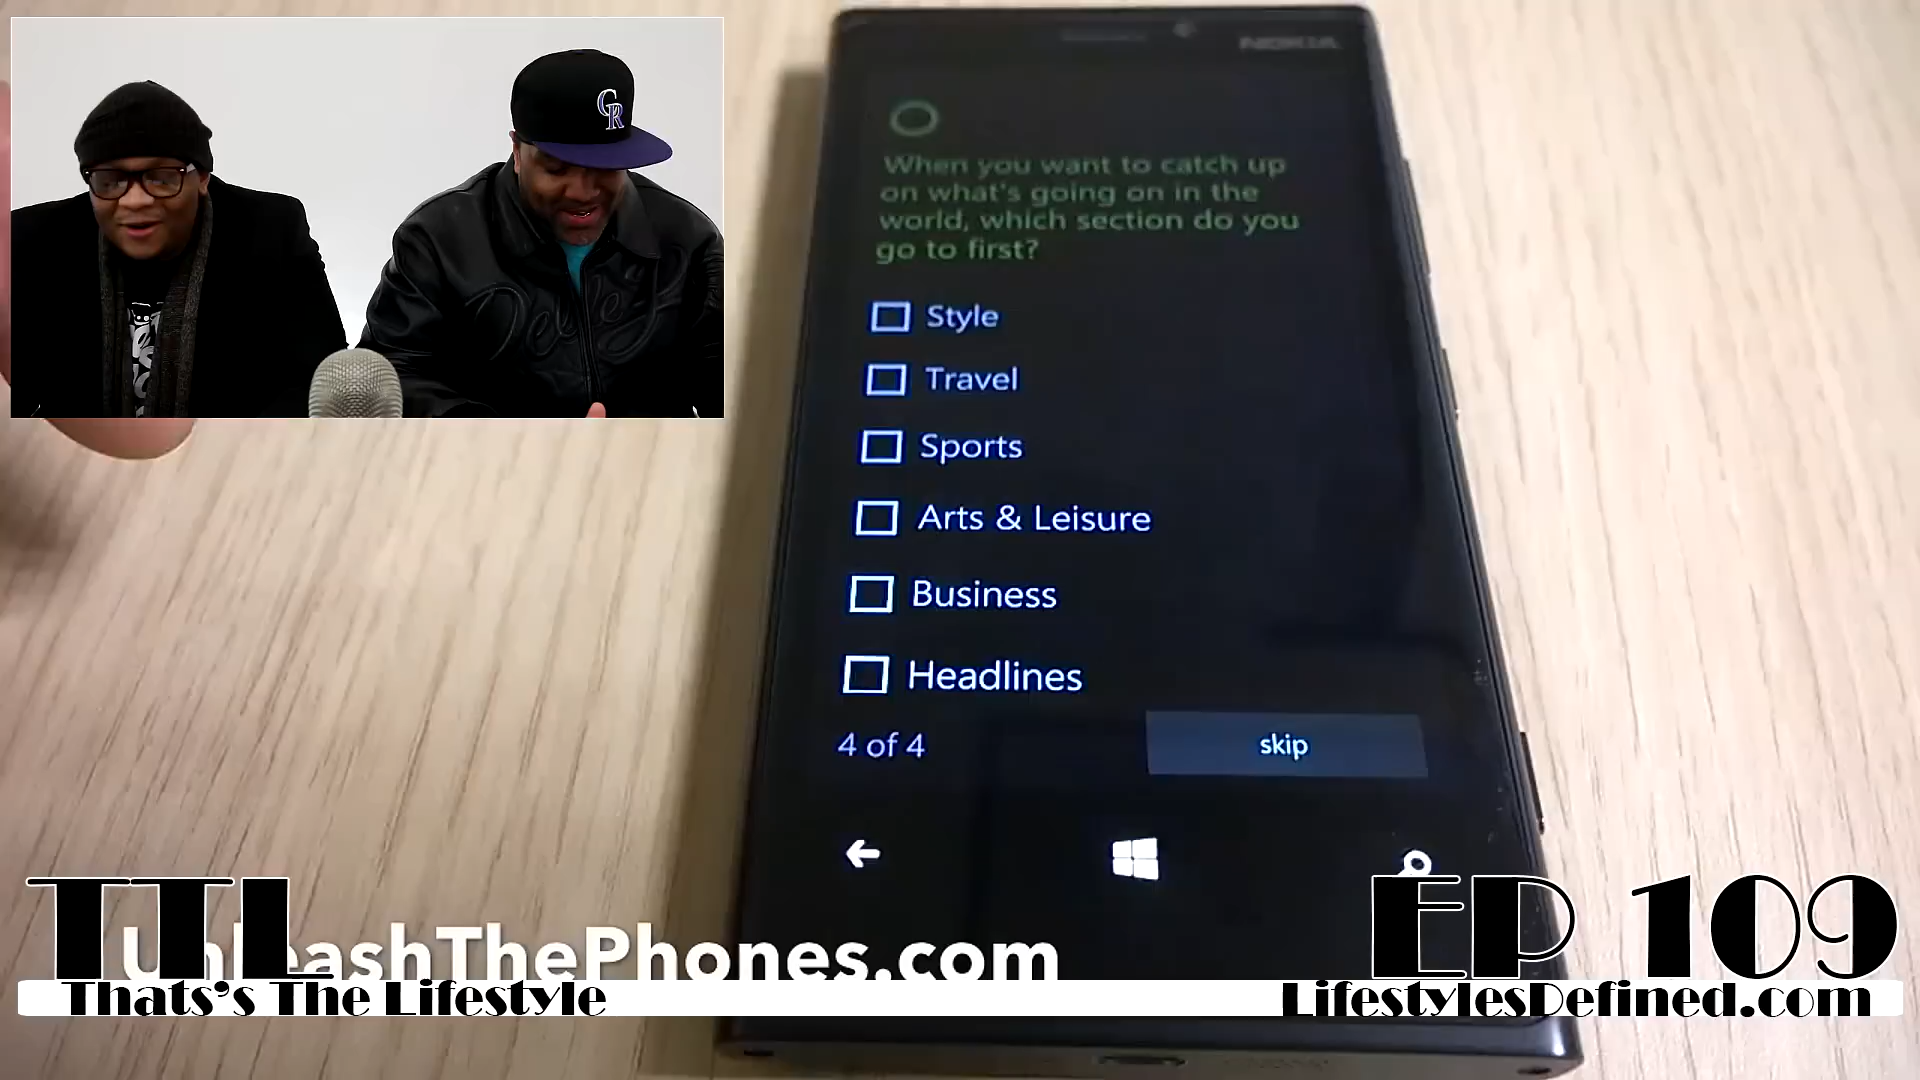 NOKIA
CR
When you want to catch up
on what's going on in the
world, which section do you
go to first?
Style
Travel
Sports
Arts & Leisure
Business
Headlines
4 of 4
skip
TTL
EP 109
UnleashThePhones.com
Thats's The Lifestyle
LifestylesDefined.com